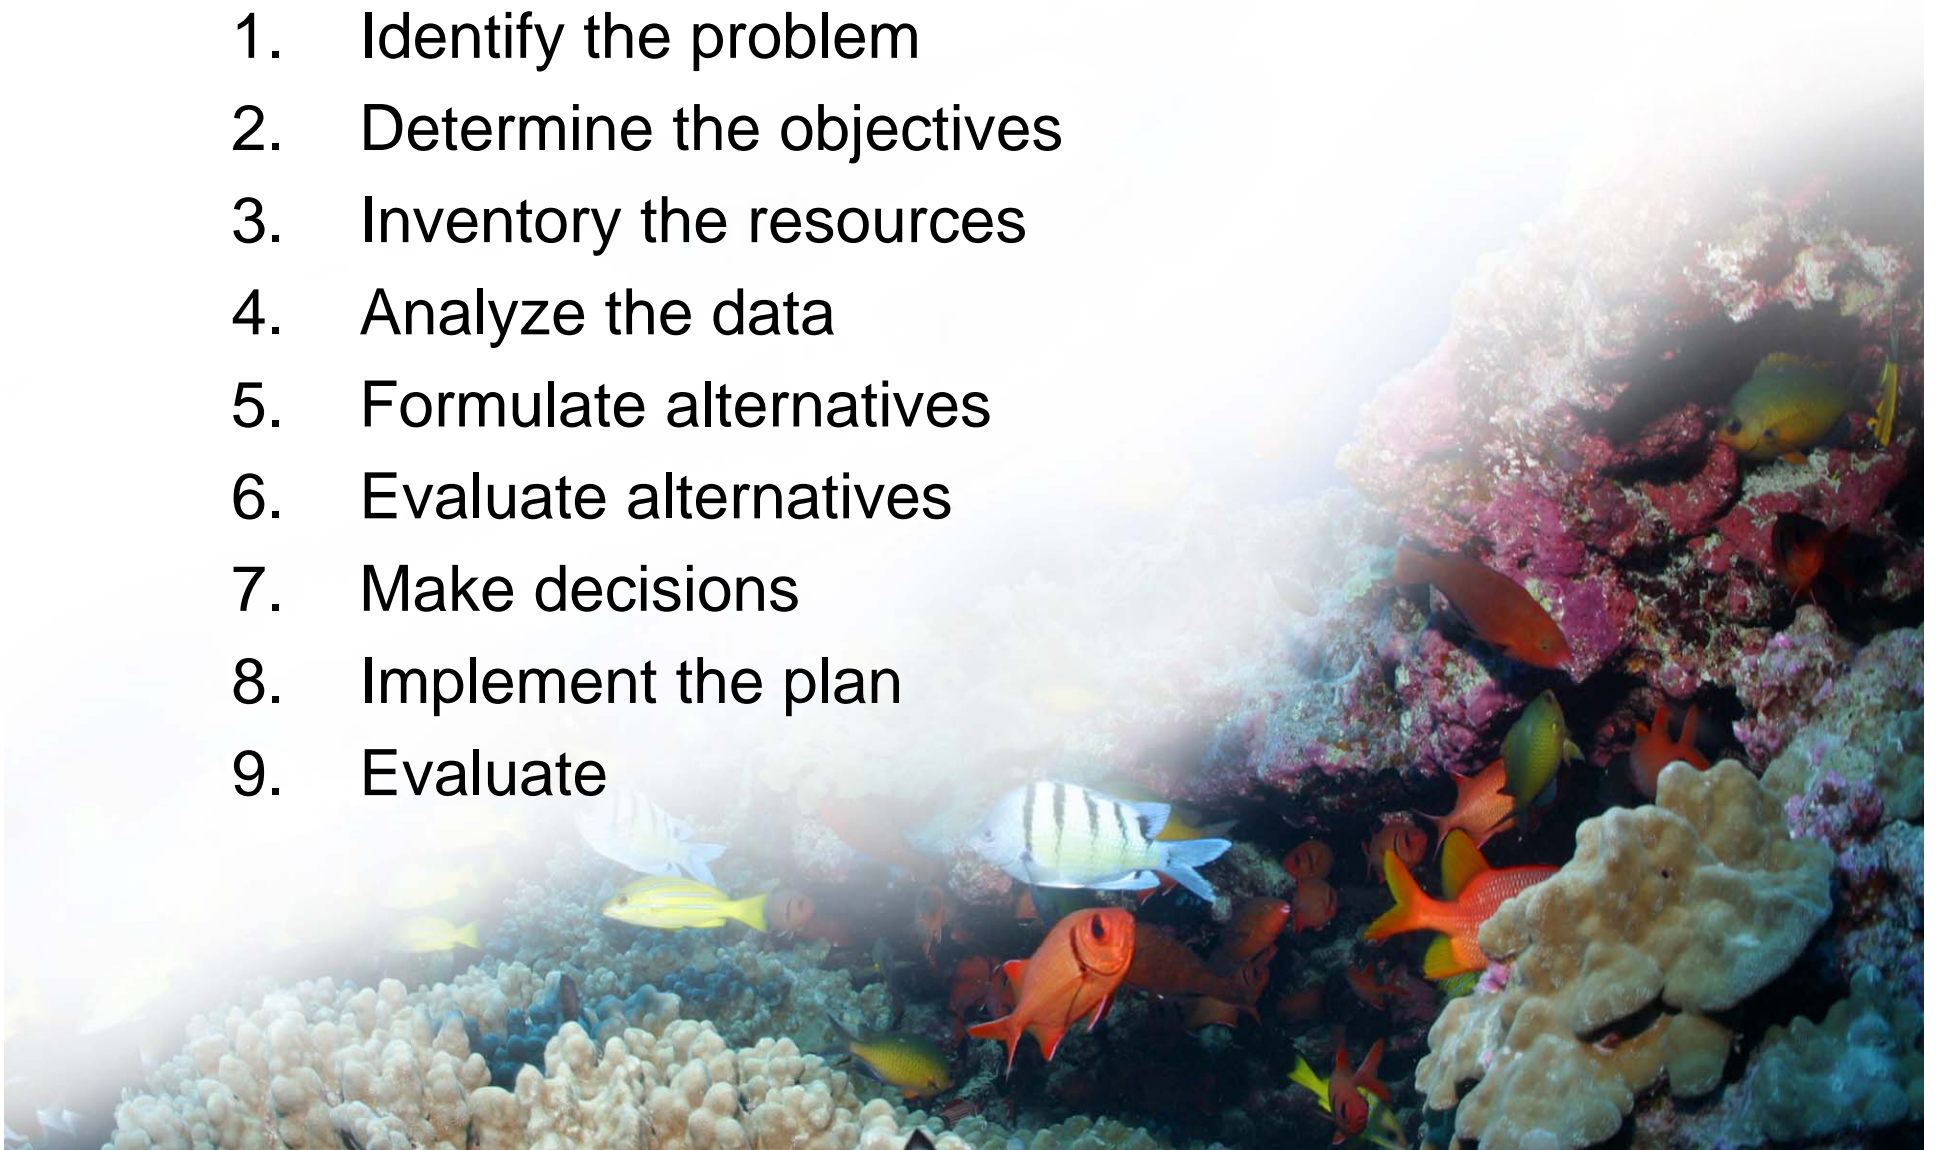 1. Identify the problem
2. Determine the objectives
3. Inventory the resources
4. Analyze the data
5. Formulate alternatives
6. Evaluate alternatives
7. Make decisions
8. Implement the plan
9. Evaluate